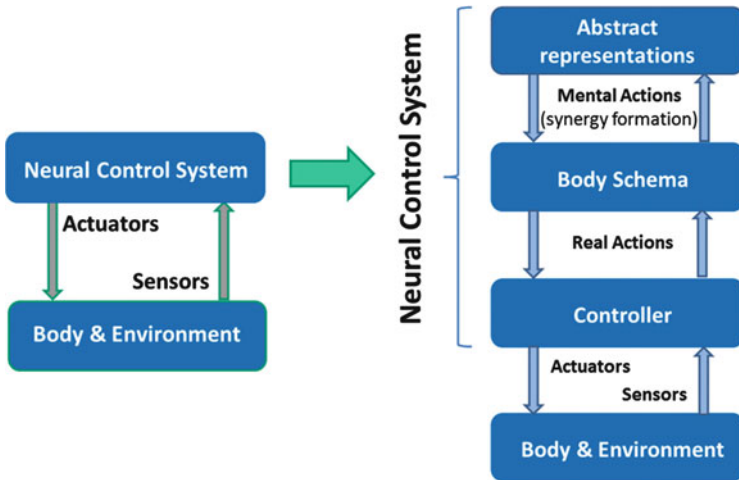 Neural Control System
Actuators
Sensors
Body & Environment
Neural Control System
Abstract
representations
Mental Actions
(synergy formation)
Body Schema
Real Actions
Controller
Actuators
Sensors
Body & Environment